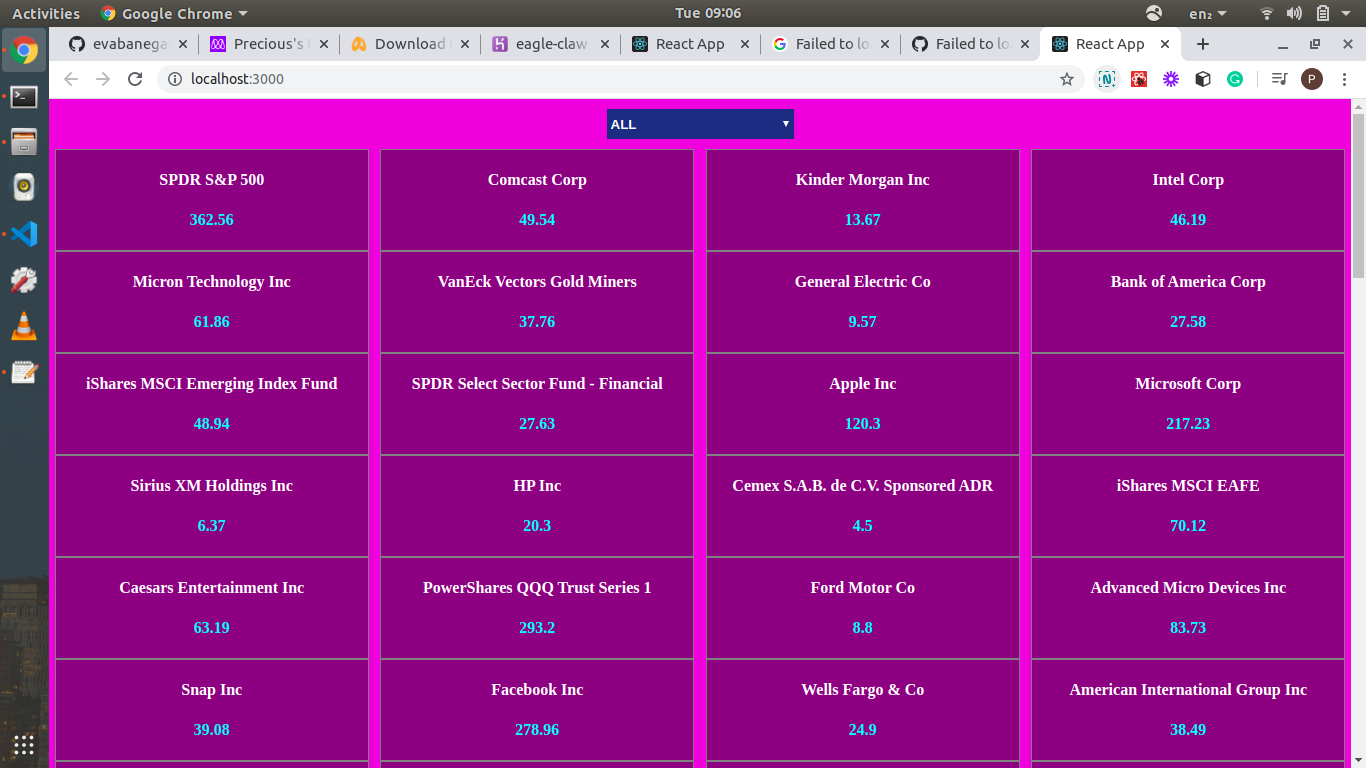 Activities Google Chrome Tue 09:06 en₂
Precious's
Download
eagle-claw
React App
Failed to lo
Failed to lo
React App
localhost:3000 P
ALL
SPDR S&P 500 Comcast Corp Kinder Morgan Inc Intel Corp
362.56 49.54 13.67 46.19
Micron Technology Inc VanEck Vectors Gold Miners General Electric Co Bank of America Corp
61.86 37.76 9.57 27.58
iShares MSCI Emerging Index Fund SPDR Select Sector Fund - Financial Apple Inc Microsoft Corp
48.94 27.63 120.3 217.23
Sirius XM Holdings Inc HP Inc Cemex S.A.B. de C.V. Sponsored ADR iShares MSCI EAFE
6.37 20.3 4.5 70.12
Caesars Entertainment Inc PowerShares QQQ Trust Series 1 Ford Motor Co Advanced Micro Devices Inc
63.19 293.2 8.8 83.73
Snap Inc Facebook Inc Wells Fargo & Co American International Group Inc
39.08 278.96 24.9 38.49